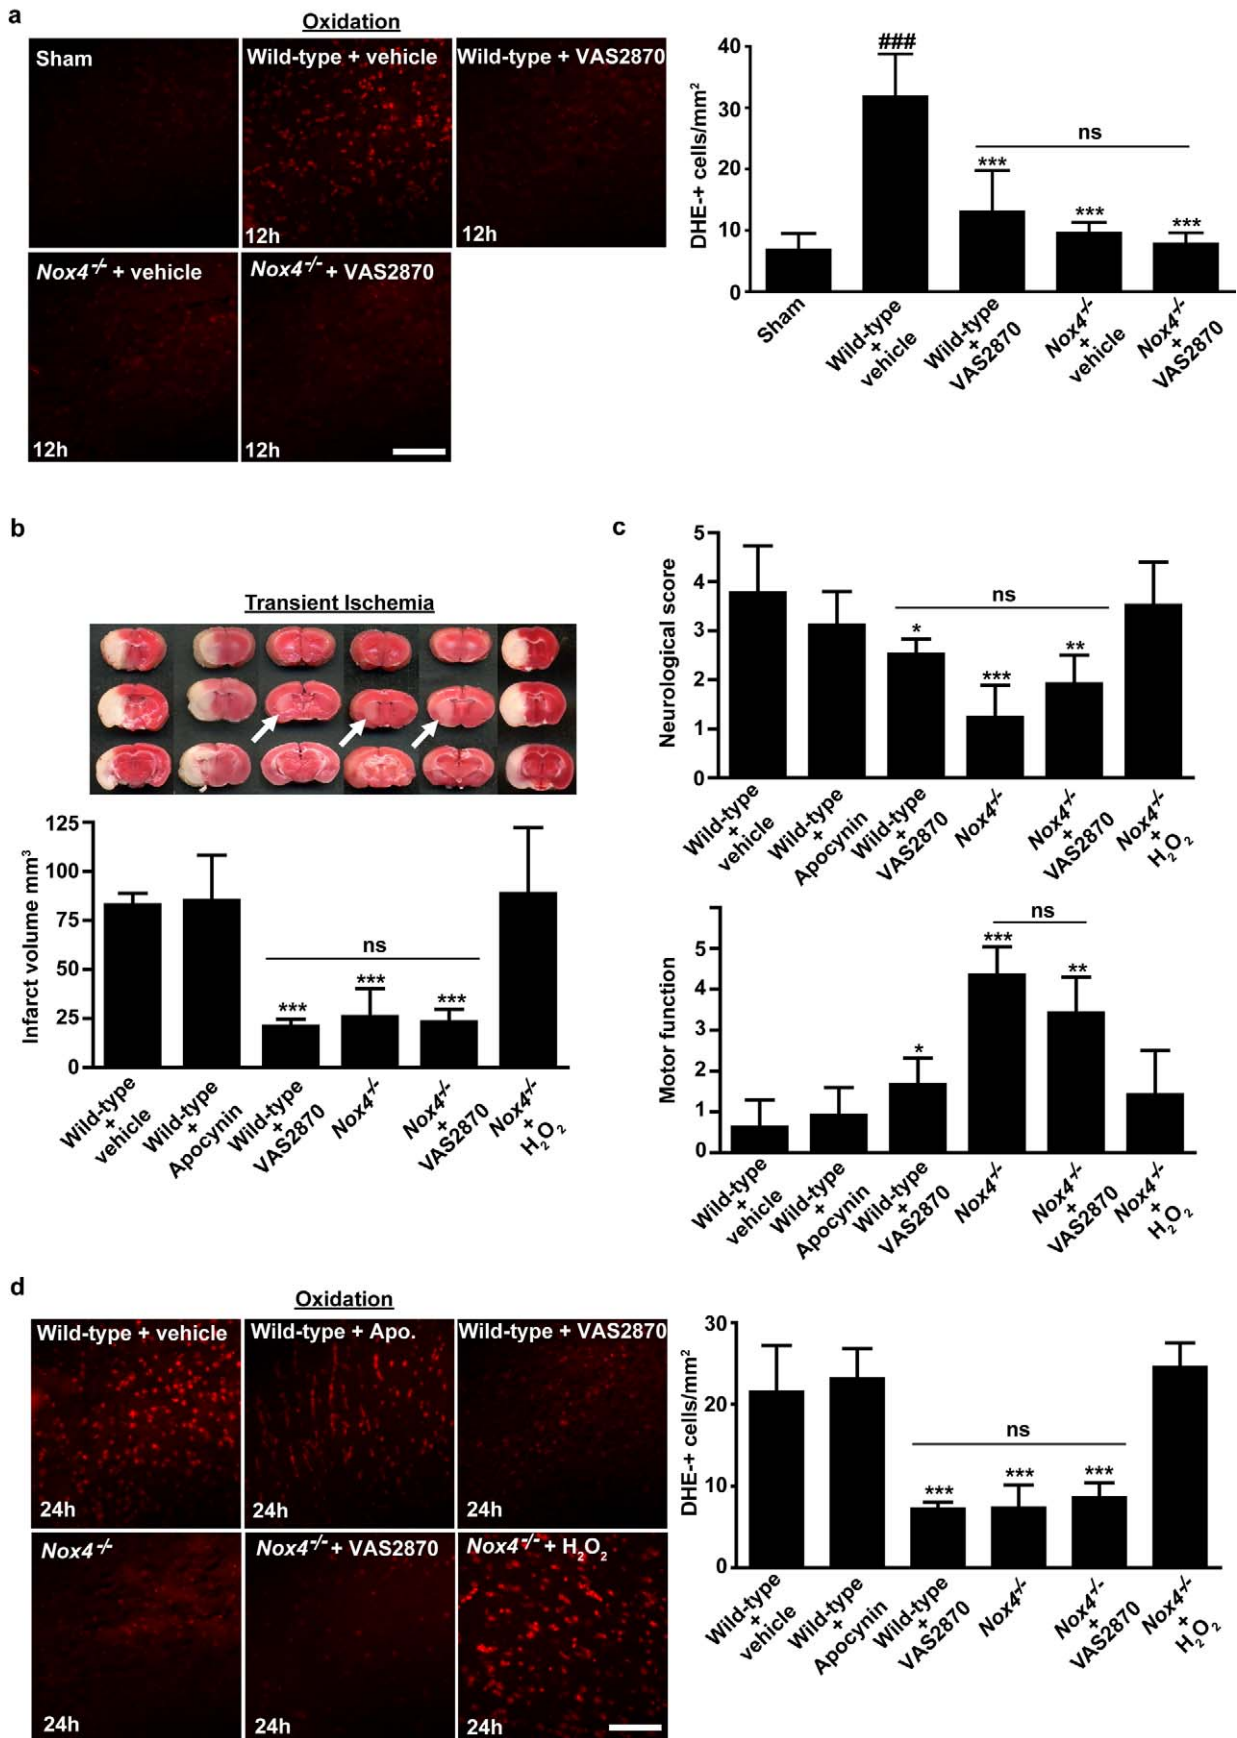 a
Oxidation
Sham
Wild-type + vehicle
12h
Wild-type + VAS2870
12h
Nox4-/- + vehicle
12h
Nox4-/- + VAS2870
12h
DHE-+ cells/mm²
40
30
20
10
0
###
***
ns
***
***
Sham
Wild-type
+
vehicle
Wild-type
+
VAS2870
Nox4-/-
+
vehicle
Nox4-/-
+
VAS2870
b
Transient Ischemia
Infarct volume mm³
125
100
75
50
25
0
ns
***
***
***
Wild-type
+
vehicle
Wild-type
+
Apocynin
Wild-type
+
VAS2870
Nox4-/-
Nox4-/-
+
VAS2870
Nox4-/-
+
H₂O₂
c
Neurological score
5
4
3
2
1
0
ns
*
***
**
Wild-type
+
vehicle
Wild-type
+
Apocynin
Wild-type
+
VAS2870
Nox4-/-
Nox4-/-
+
VAS2870
Nox4-/-
+
H₂O₂
Motor function
5
4
3
2
1
0
ns
*
***
**
Wild-type
+
vehicle
Wild-type
+
Apocynin
Wild-type
+
VAS2870
Nox4-/-
Nox4-/-
+
VAS2870
Nox4-/-
+
H₂O₂
d
Oxidation
Wild-type + vehicle
24h
Wild-type + Apo.
24h
Wild-type + VAS2870
24h
Nox4-/-
24h
Nox4-/- + VAS2870
24h
Nox4-/- + H₂O₂
24h
DHE-+ cells/mm²
30
20
10
0
ns
***
***
***
Wild-type
+
vehicle
Wild-type
+
Apocynin
Wild-type
+
VAS2870
Nox4-/-
Nox4-/-
+
VAS2870
Nox4-/-
+
H₂O₂